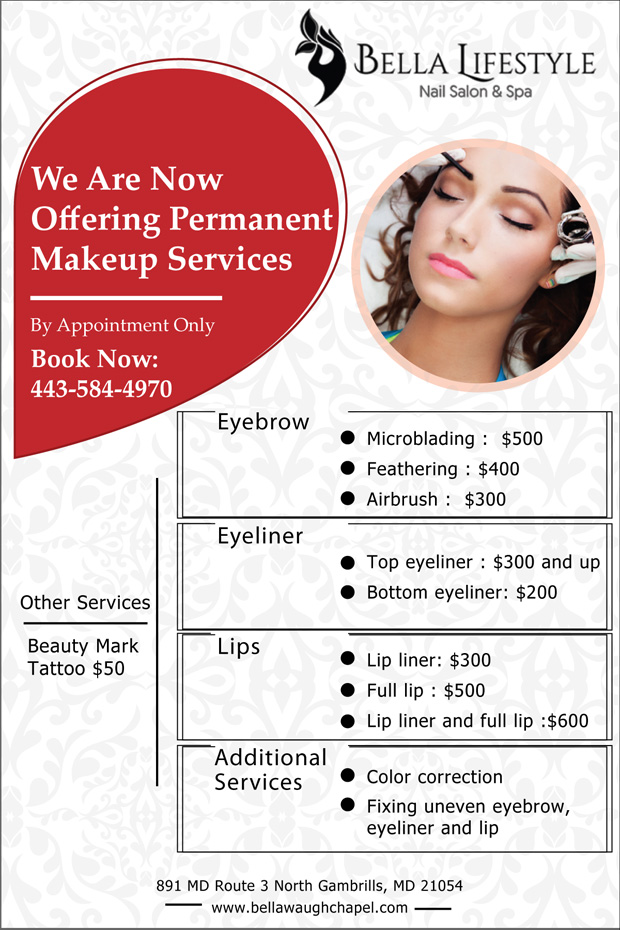 BELLA LIFESTYLE
Nail Salon & Spa
We Are Now
Offering Permanent
Makeup Services
By Appointment Only
Book Now:
443-584-4970
Eyebrow
Microblading :  $500
Feathering : $400
Airbrush :  $300
Eyeliner
Top eyeliner : $300 and up
Bottom eyeliner: $200
Other Services
Beauty Mark
Tattoo $50
Lips
Lip liner: $300
Full lip : $500
Lip liner and full lip :$600
Additional
Services
Color correction
Fixing uneven eyebrow,
eyeliner and lip
891 MD Route 3 North Gambrills, MD 21054
www.bellawaughchapel.com